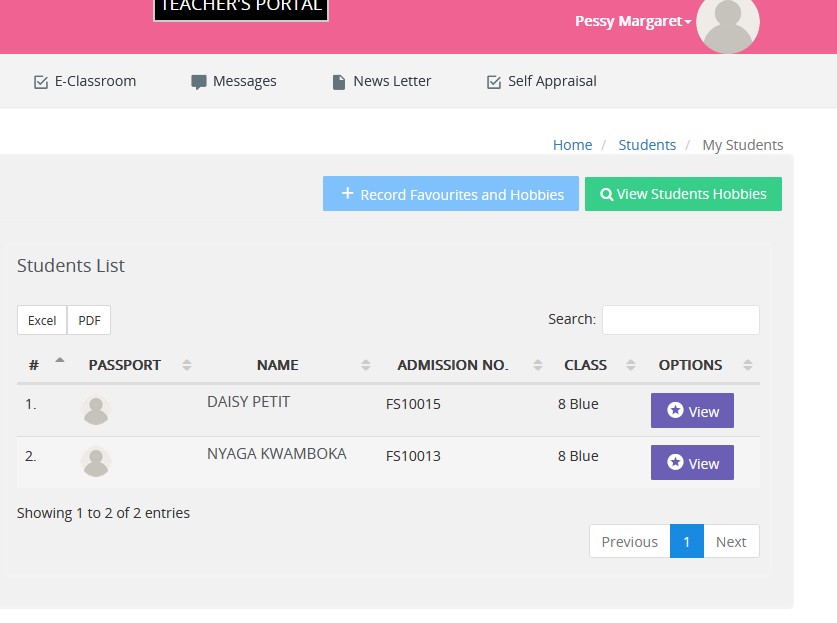 TEACHER'S PORTAL
Pessy Margaret
E-Classroom Messages News Letter Self Appraisal
Home / Students / My Students
+ Record Favourites and Hobbies View Students Hobbies
Students List
Excel PDF Search:
# PASSPORT NAME ADMISSION NO. CLASS OPTIONS
1. DAISY PETIT FS10015 8 Blue View
2. NYAGA KWAMBOKA FS10013 8 Blue View
Showing 1 to 2 of 2 entries
Previous 1 Next